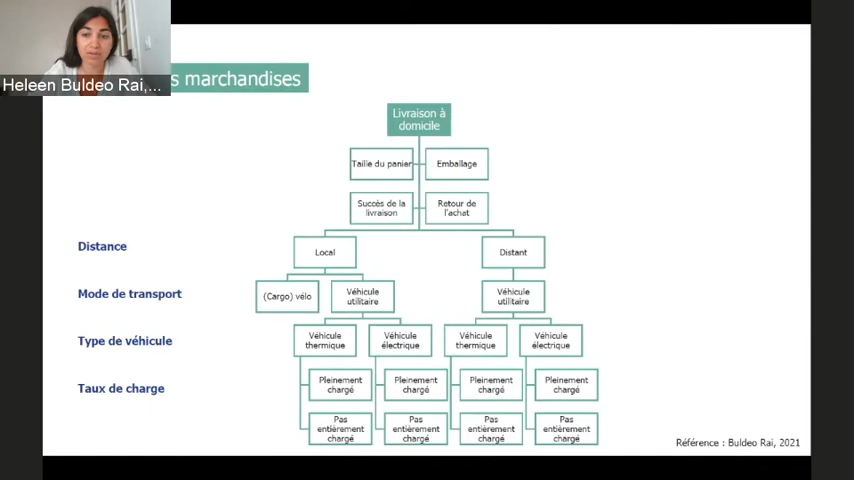 Heleen Buldeo Rai,...
s marchandises
Livraison à
domicile
Taille du panier
Emballage
Succès de la
livraison
Retour de
l'achat
Distance
Local
Distant
Mode de transport
(Cargo) vélo
Véhicule
utilitaire
Véhicule
utilitaire
Type de véhicule
Véhicule
thermique
Véhicule
électrique
Véhicule
thermique
Véhicule
électrique
Taux de charge
Pleinement
chargé
Pleinement
chargé
Pleinement
chargé
Pleinement
chargé
Pas
entièrement
chargé
Pas
entièrement
chargé
Pas
entièrement
chargé
Pas
entièrement
chargé
Référence : Buldeo Rai, 2021